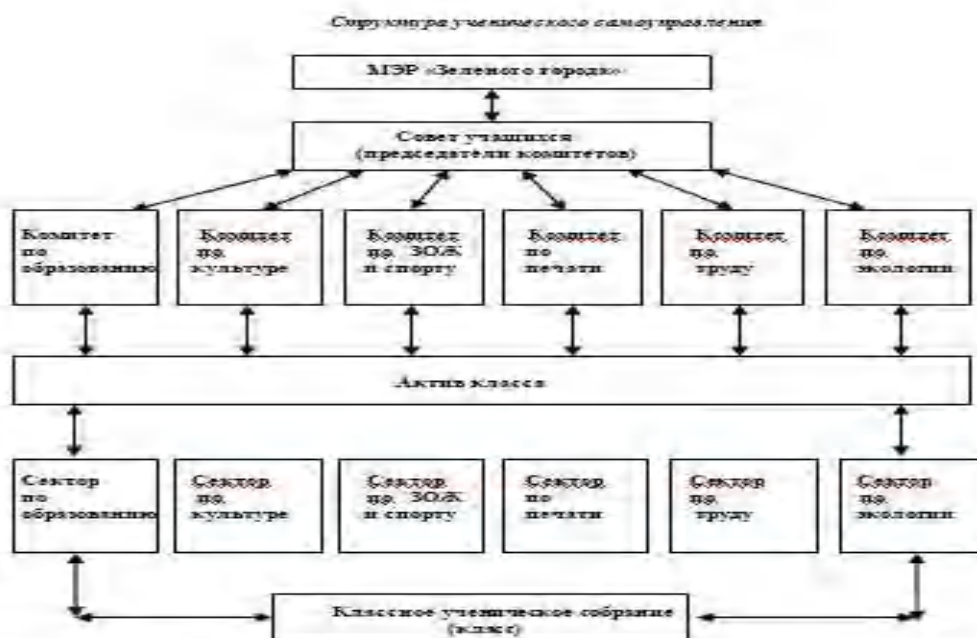 Структура ученического самоуправления
МЭР «Зеленого города»
Совет учащихся
(председатели комитетов)
Комитет
по
образованию
Комитет
по
культуре
Комитет
по ЗОЖ
и спорту
Комитет
по
печати
Комитет
по
труду
Комитет
по
экологии
Актив класса
Сектор
по
образованию
Сектор
по
культуре
Сектор
по ЗОЖ
и спорту
Сектор
по
печати
Сектор
по
труду
Сектор
по
экологии
Классное ученическое собрание
(класс)